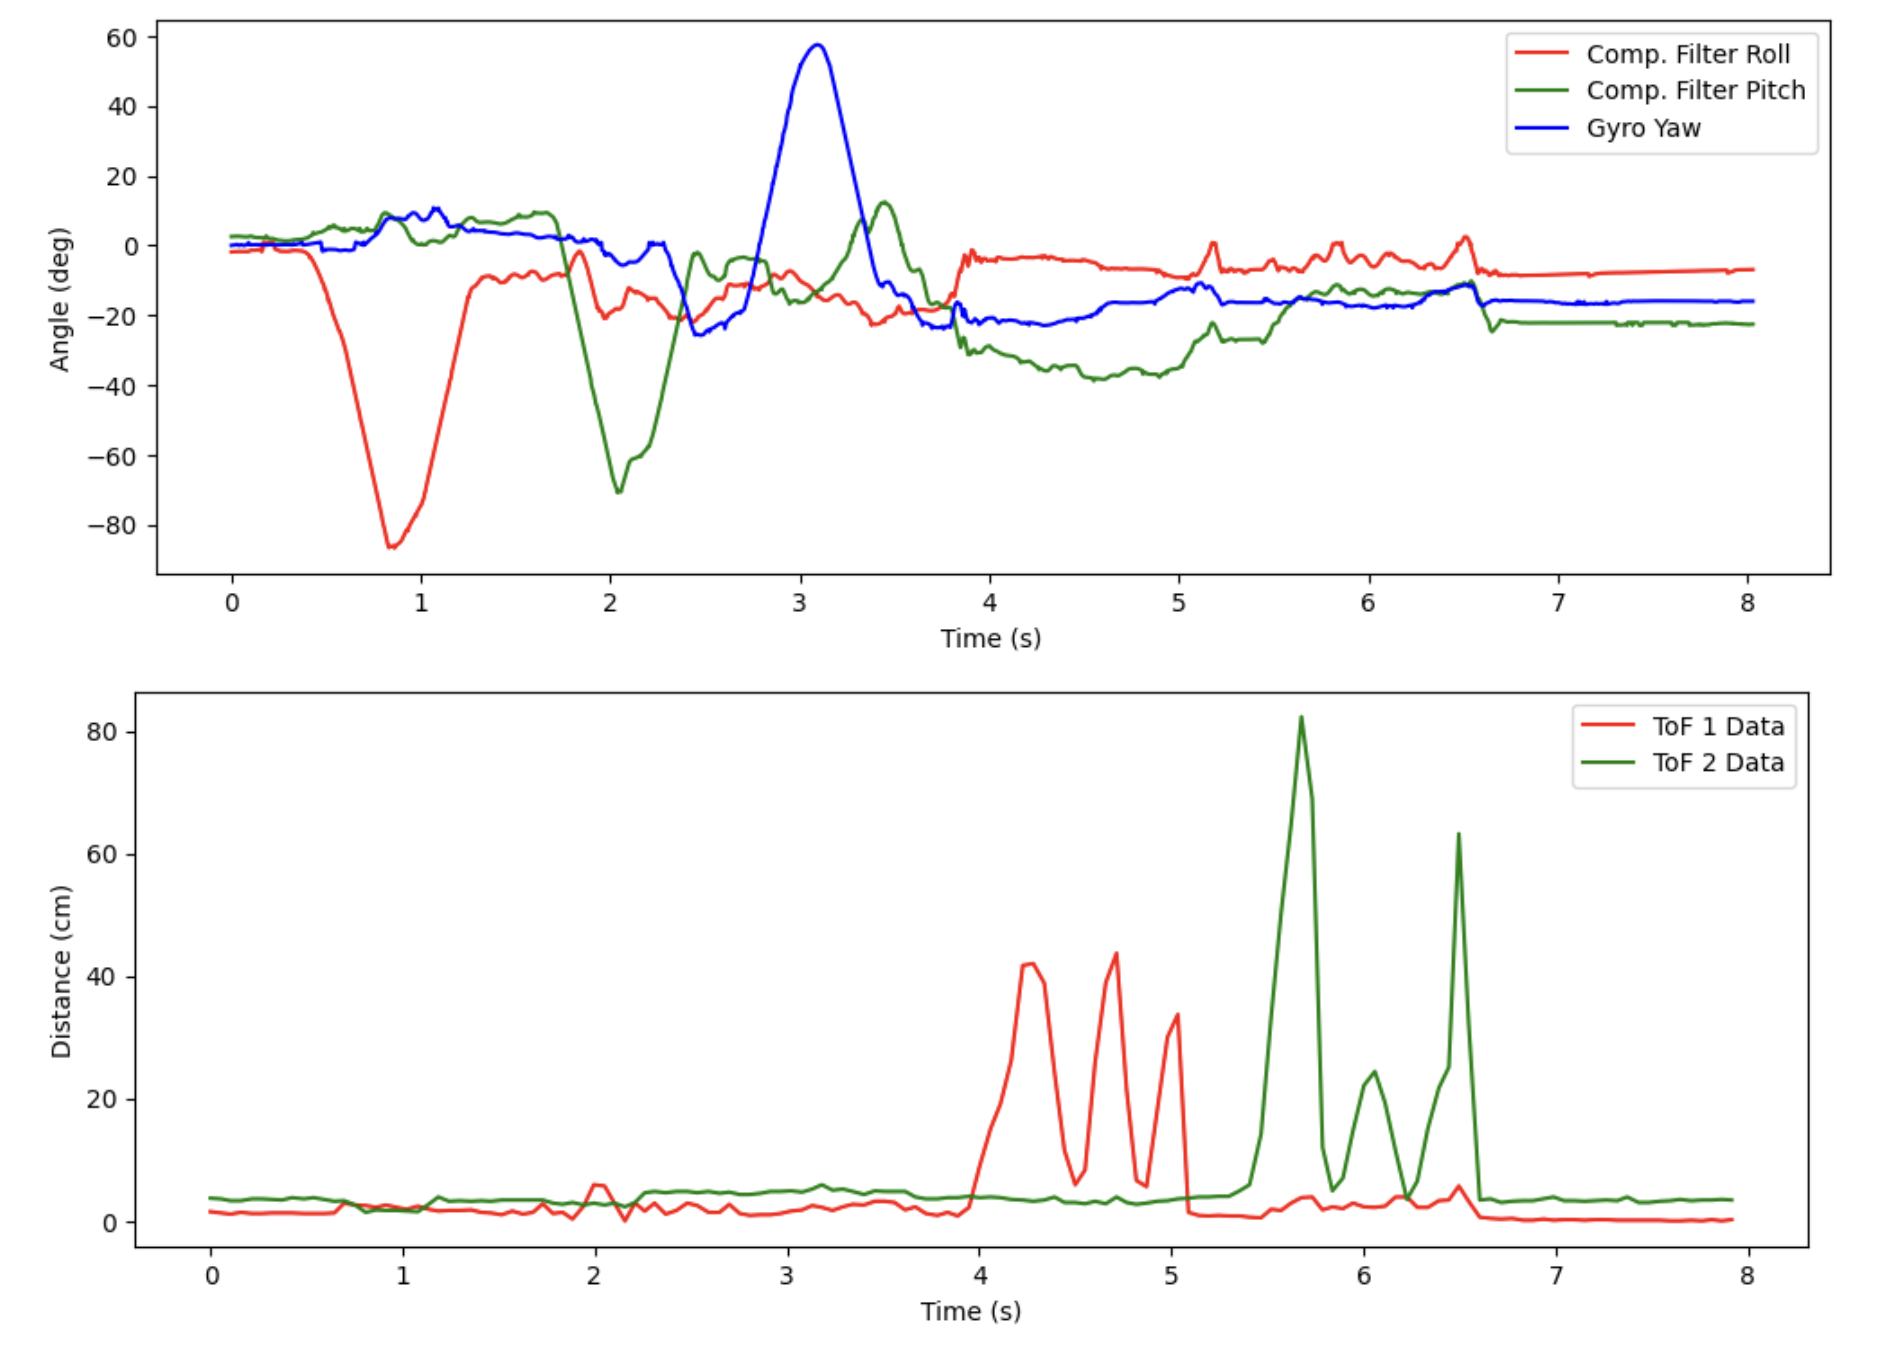 60
40
20
0
−20
−40
−60
−80
Angle (deg)
Comp. Filter Roll
Comp. Filter Pitch
Gyro Yaw
0 1 2 3 4 5 6 7 8
Time (s)
80
60
40
20
0
Distance (cm)
ToF 1 Data
ToF 2 Data
0 1 2 3 4 5 6 7 8
Time (s)